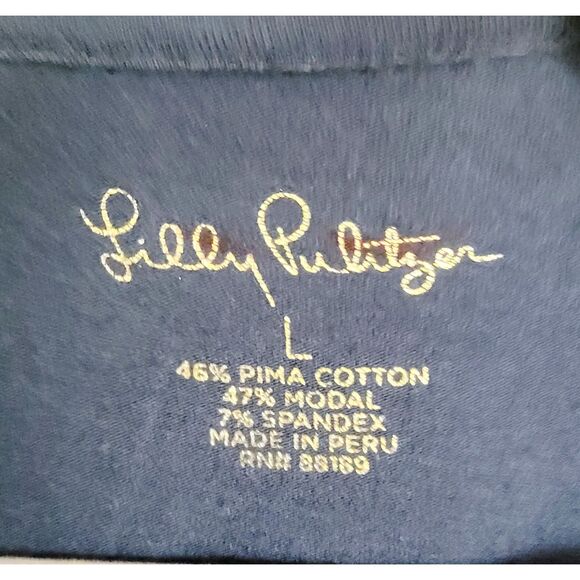 Lilly Pulitzer
L
46% PIMA COTTON
47% MODAL
7% SPANDEX
MADE IN PERU
RN# 88189